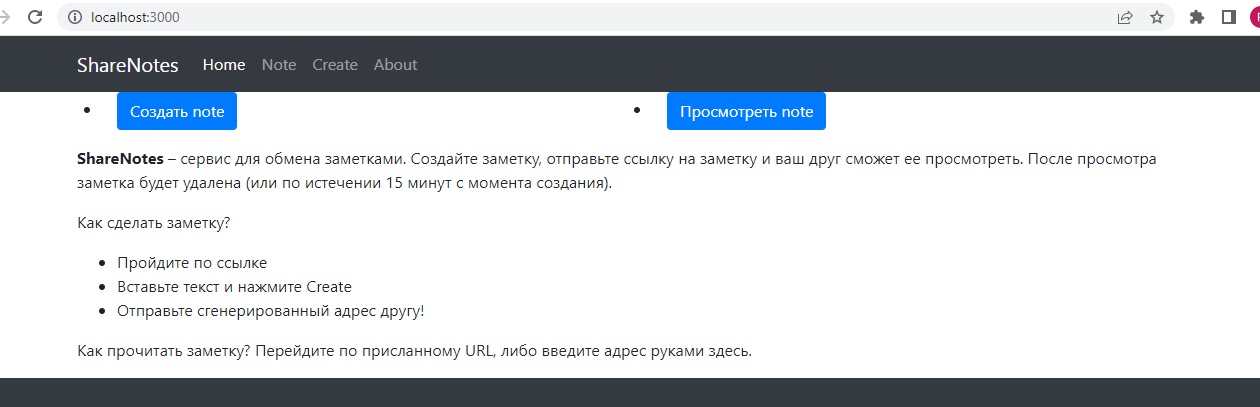 localhost:3000
ShareNotes Home Note Create About
Создать note Просмотреть note
ShareNotes – сервис для обмена заметками. Создайте заметку, отправьте ссылку на заметку и ваш друг сможет ее просмотреть. После просмотра
заметка будет удалена (или по истечении 15 минут с момента создания).
Как сделать заметку?
Пройдите по ссылке
Вставьте текст и нажмите Create
Отправьте сгенерированный адрес другу!
Как прочитать заметку? Перейдите по присланному URL, либо введите адрес руками здесь.